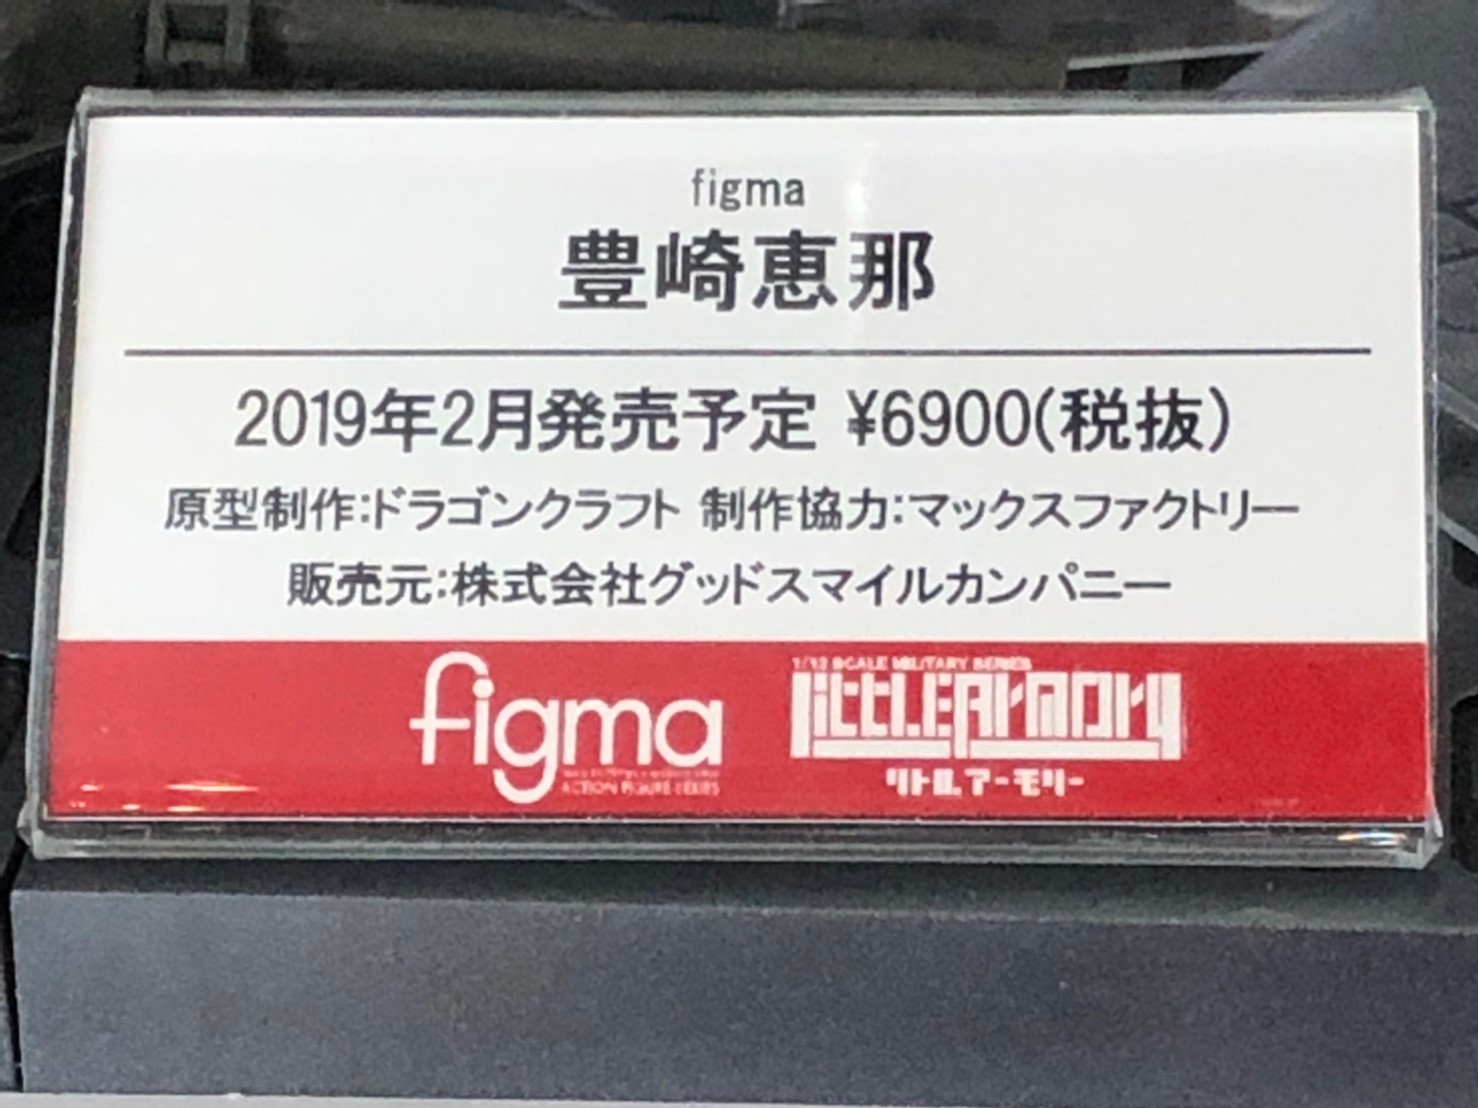 figma
豊崎恵那
2019年2月発売予定 ¥6900(税抜)
原型制作:ドラゴンクラフト 制作協力:マックスファクトリー
販売元:株式会社グッドスマイルカンパニー
figma
ACTION FIGURE SERIES
1/12 SCALE MILITARY SERIES
LittleArmory
リトルアーモリー